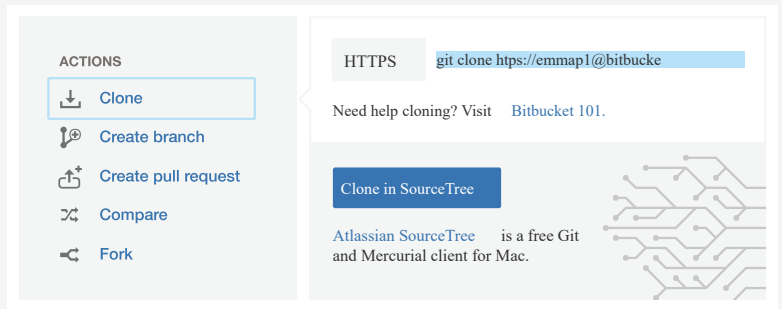 ACTIONS
Clone
Create branch
Create pull request
Compare
Fork
HTTPS git clone htps://emmap1@bitbucke
Need help cloning? Visit Bitbucket 101.
Clone in SourceTree
Atlassian SourceTree is a free Git
and Mercurial client for Mac.